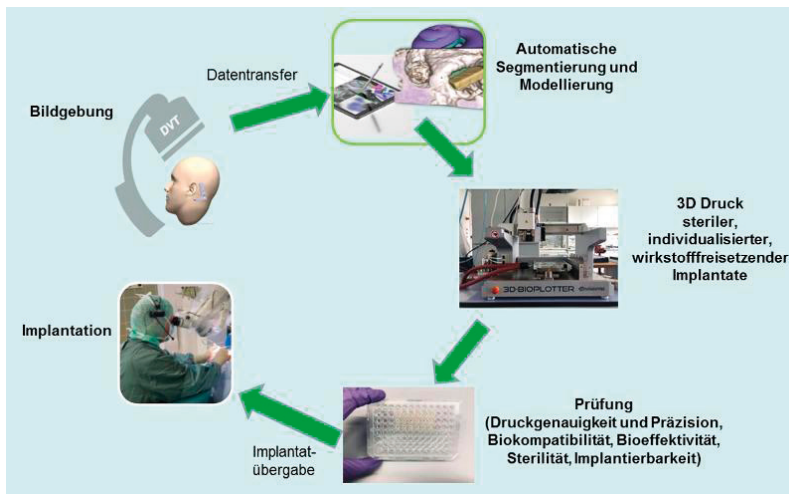 Automatische
Segmentierung und
Modellierung
Datentransfer
Bildgebung
DVT
3D Druck
steriler,
individualisierter,
wirkstofffreisetzender
Implantate
3D-BIOPLOTTER
Implantation
Prüfung
(Druckgenauigkeit und Präzision,
Biokompatibilität, Bioeffektivität,
Sterilität, Implantierbarkeit)
Implantat-
übergabe